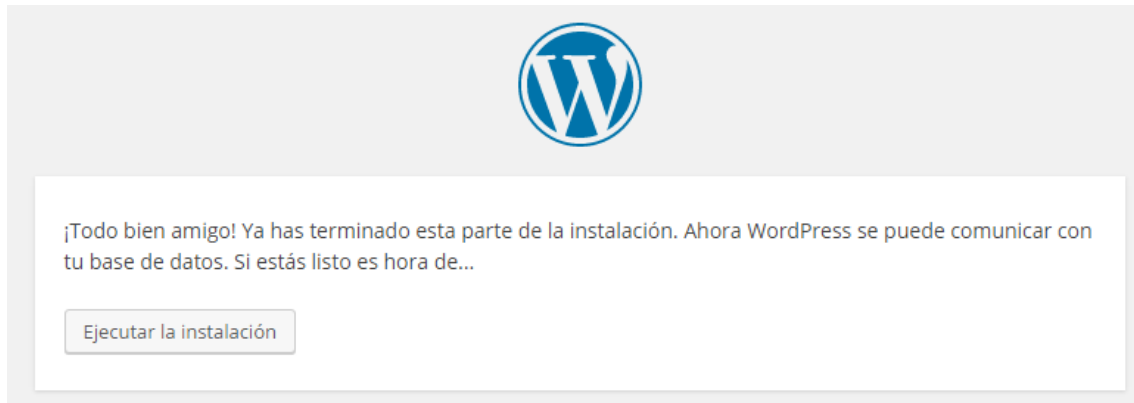 ¡Todo bien amigo! Ya has terminado esta parte de la instalación. Ahora WordPress se puede comunicar con
tu base de datos. Si estás listo es hora de...
Ejecutar la instalación